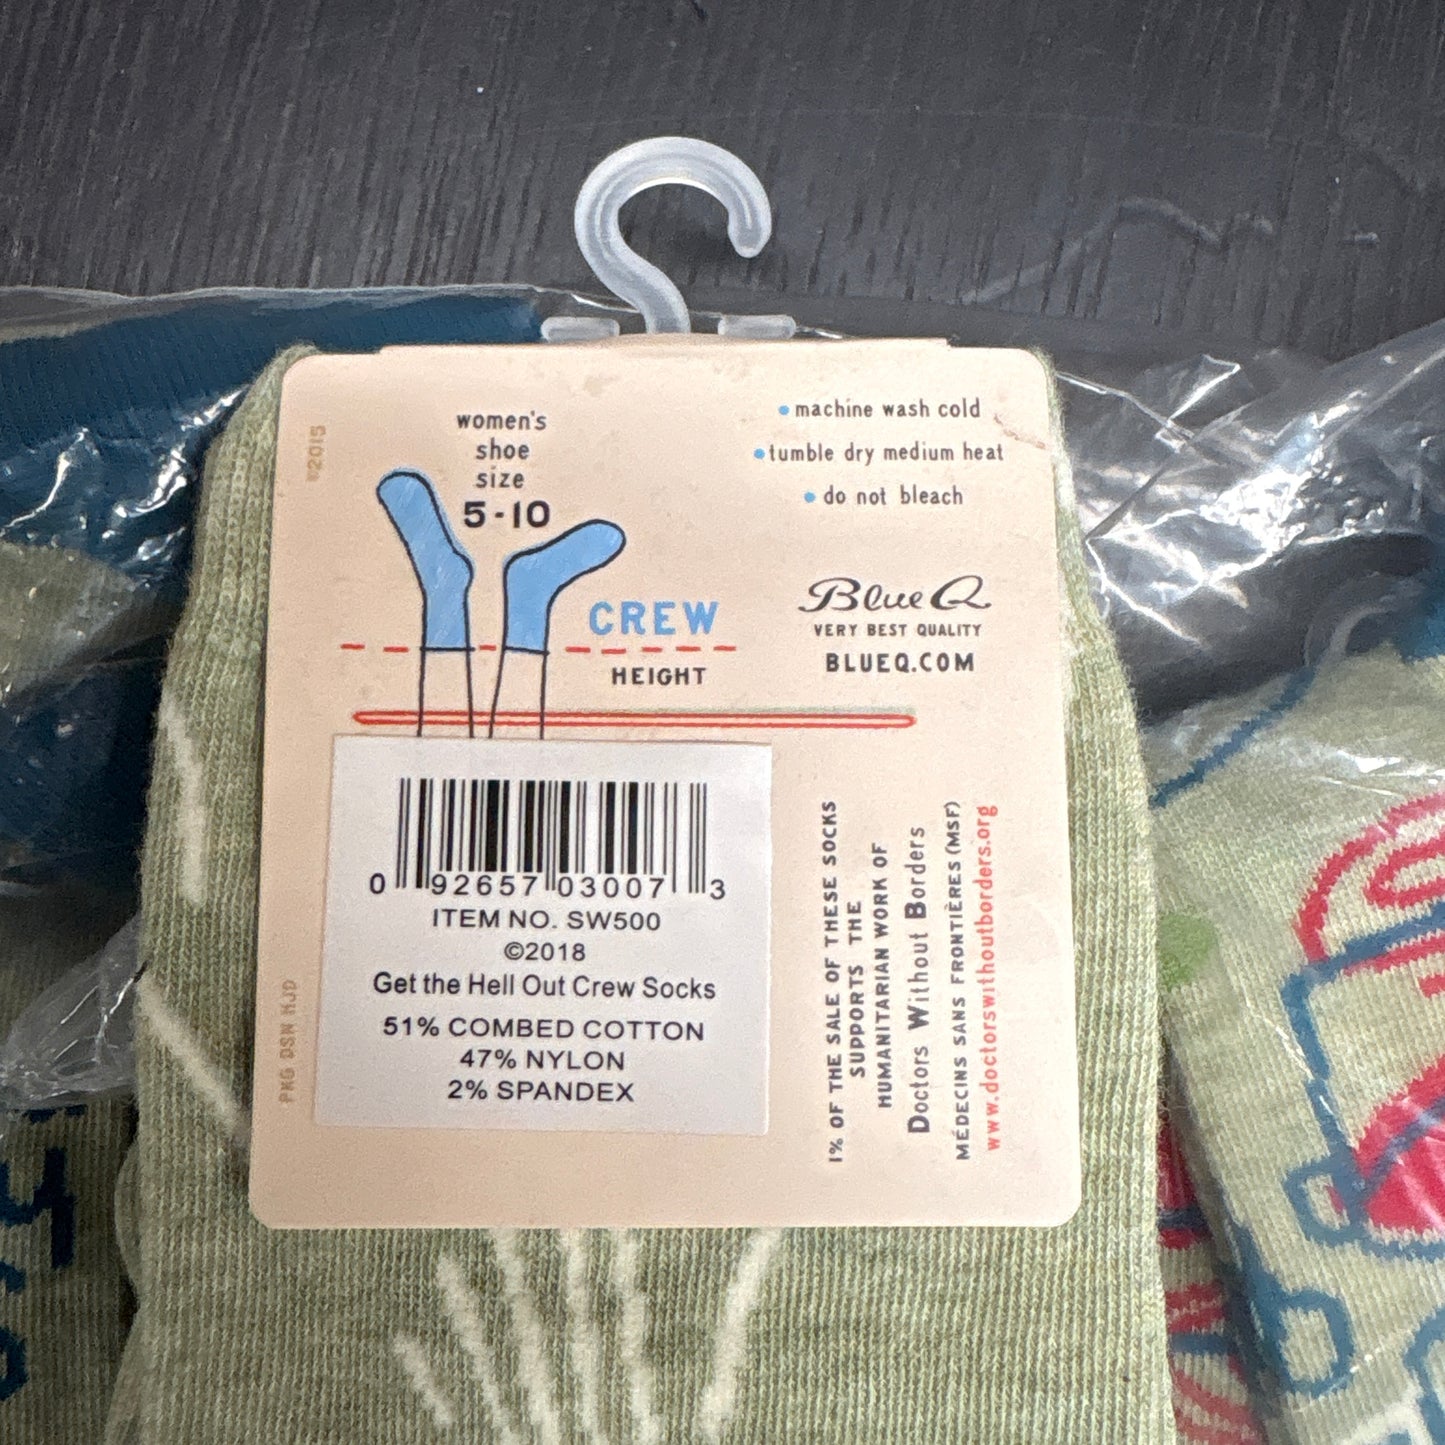 ©2015
PKG DSN HJD
women's
shoe
size
5-10
CREW
HEIGHT
machine wash cold
tumble dry medium heat
do not bleach
Blue Q
VERY BEST QUALITY
BLUEQ.COM
0 92657 03007 3
ITEM NO. SW500
©2018
Get the Hell Out Crew Socks
51% COMBED COTTON
47% NYLON
2% SPANDEX
1% OF THE SALE OF THESE SOCKS
SUPPORTS THE
HUMANITARIAN WORK OF
Doctors Without Borders
MÉDECINS SANS FRONTIÈRES (MSF)
www.doctorswithoutborders.org